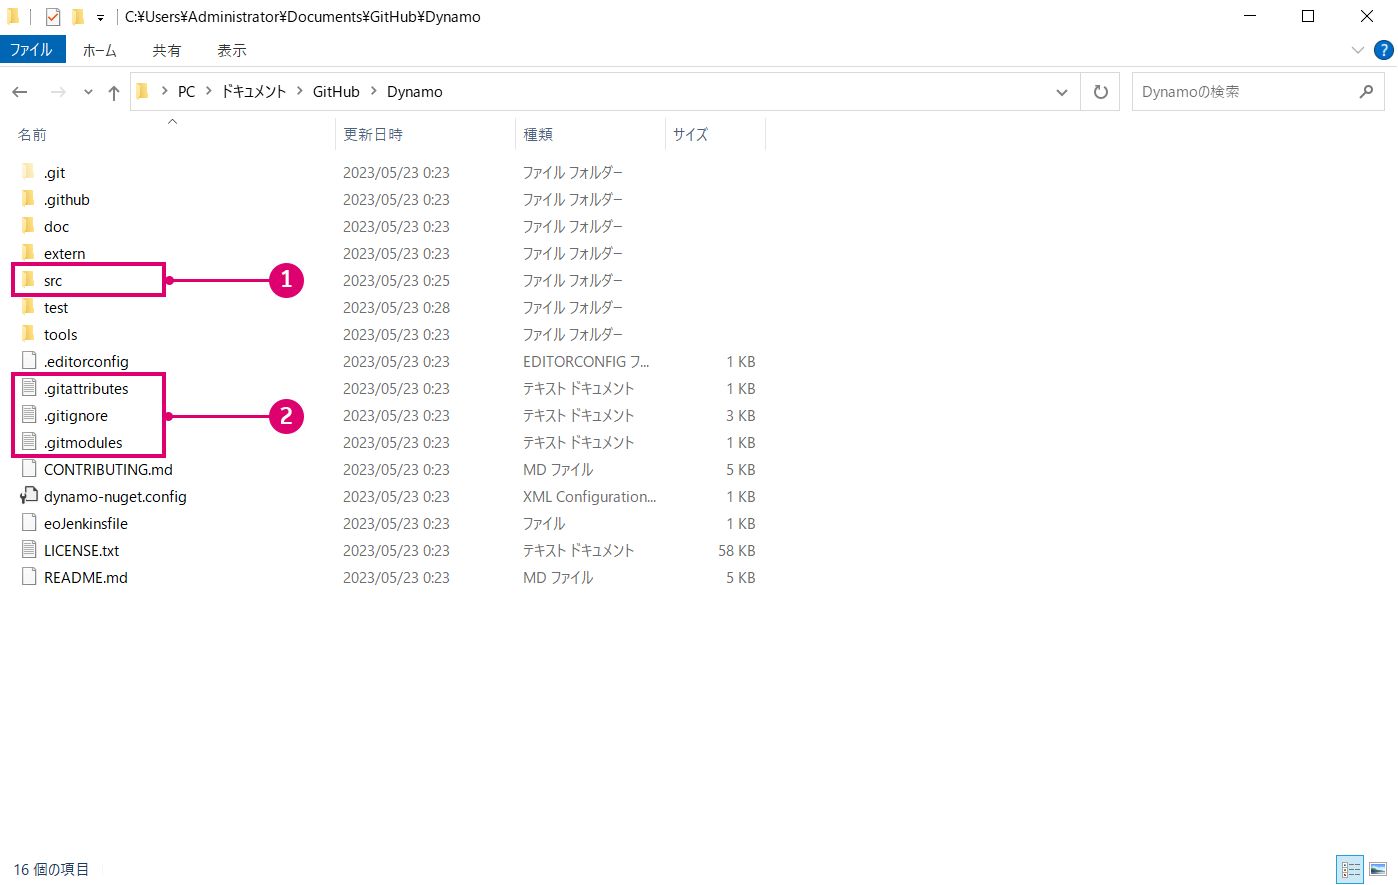 C:¥Users¥Administrator¥Documents¥GitHub¥Dynamo
ファイル ホーム 共有 表示
PC ドキュメント GitHub Dynamo Dynamoの検索
名前 更新日時 種類 サイズ
.git 2023/05/23 0:23 ファイル フォルダー
.github 2023/05/23 0:23 ファイル フォルダー
doc 2023/05/23 0:23 ファイル フォルダー
extern 2023/05/23 0:23 ファイル フォルダー
src 1 2023/05/23 0:25 ファイル フォルダー
test 2023/05/23 0:28 ファイル フォルダー
tools 2023/05/23 0:23 ファイル フォルダー
.editorconfig 2023/05/23 0:23 EDITORCONFIG フ... 1 KB
.gitattributes 2023/05/23 0:23 テキスト ドキュメント 1 KB
.gitignore 2 2023/05/23 0:23 テキスト ドキュメント 3 KB
.gitmodules 2023/05/23 0:23 テキスト ドキュメント 1 KB
CONTRIBUTING.md 2023/05/23 0:23 MD ファイル 5 KB
dynamo-nuget.config 2023/05/23 0:23 XML Configuration... 1 KB
eoJenkinsfile 2023/05/23 0:23 ファイル 1 KB
LICENSE.txt 2023/05/23 0:23 テキスト ドキュメント 58 KB
README.md 2023/05/23 0:23 MD ファイル 5 KB
16 個の項目